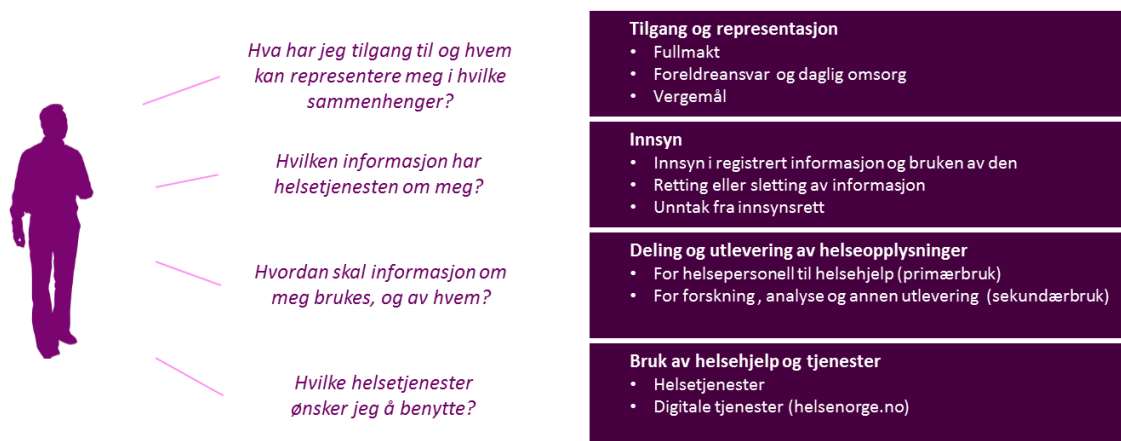 Hva har jeg tilgang til og hvem
kan representere meg i hvilke
sammenhenger?
Tilgang og representasjon
• Fullmakt
• Foreldreansvar og daglig omsorg
• Vergemål
Hvilken informasjon har
helsetjenesten om meg?
Innsyn
• Innsyn i registrert informasjon og bruken av den
• Retting eller sletting av informasjon
• Unntak fra innsynsrett
Hvordan skal informasjon om
meg brukes, og av hvem?
Deling og utlevering av helseopplysninger
• For helsepersonell til helsehjelp (primærbruk)
• For forskning , analyse og annen utlevering (sekundærbruk)
Hvilke helsetjenester
ønsker jeg å benytte?
Bruk av helsehjelp og tjenester
• Helsetjenester
• Digitale tjenester (helsenorge.no)